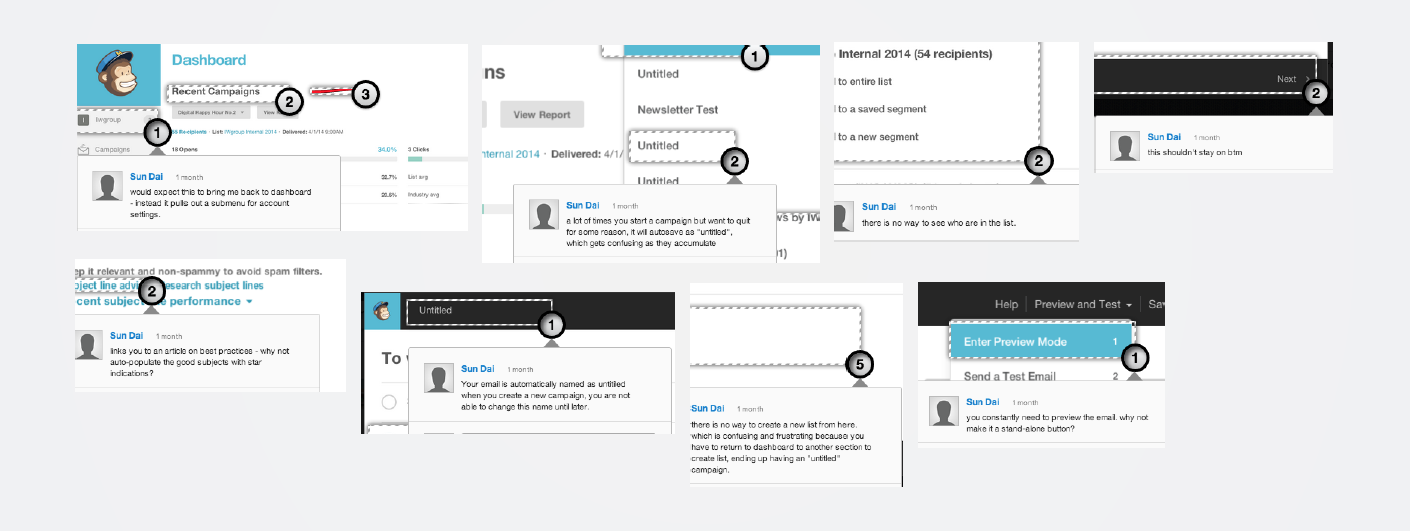 Dashboard
Recent Campaigns
2
3
Digital Happy Hour No.2
View
iwgroup
1
Recipients · List: IWgroup Internal 2014 · Delivered: 4/1/14 9:00AM
Campaigns
18 Opens
34.0%
3 Clicks
List avg
Industry avg
Sun Dai 1 month
would expect this to bring me back to dashboard
- instead it pulls out a submenu for account
settings.
1
ns
Untitled
Newsletter Test
View Report
Untitled
2
nternal 2014 · Delivered: 4/1/
Untitled
Sun Dai 1 month
a lot of times you start a campaign but want to quit
for some reason, it will autosave as "untitled",
which gets confusing as they accumulate
ws by IW
01)
Internal 2014 (54 recipients)
l to entire list
l to a saved segment
l to a new segment
2
Sun Dai 1 month
there is no way to see who are in the list.
Next
2
Sun Dai 1 month
this shouldn't stay on btm
ep it relevant and non-spammy to avoid spam filters.
bject line advi esearch subject lines
2
cent subject e performance
Sun Dai 1 month
links you to an article on best practices - why not
auto-populate the good subjects with star
indications?
Untitled
1
To
Sun Dai 1 month
Your email is automatically named as untitled
when you create a new campaign, you are not
able to change this name until later.
5
Sun Dai 1 month
there is no way to create a new list from here.
which is confusing and frustrating because you
have to return to dashboard to another section to
create list, ending up having an "untitled"
campaign.
Help Preview and Test Sa
Enter Preview Mode 1
1
Send a Test Email 2
Sun Dai 1 month
you constantly need to preview the email. why not
make it a stand-alone button?